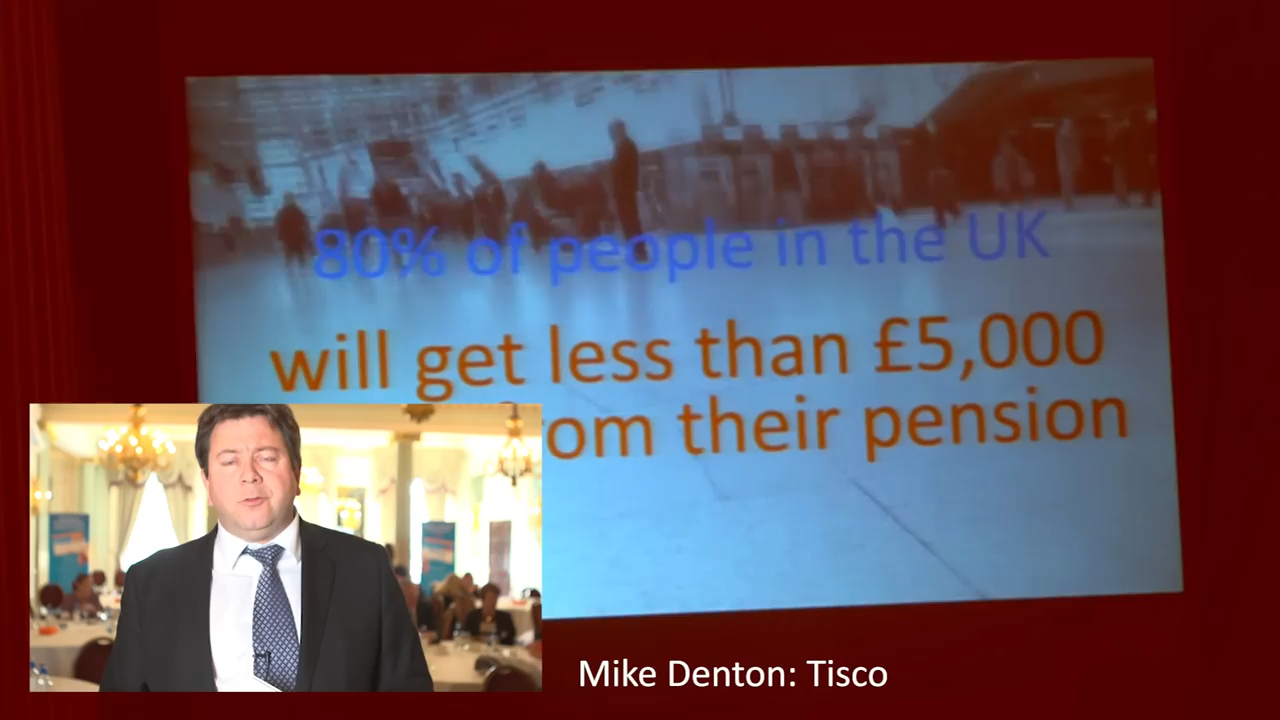 80% of people in the UK
will get less than £5,000
om their pension
Mike Denton: Tisco